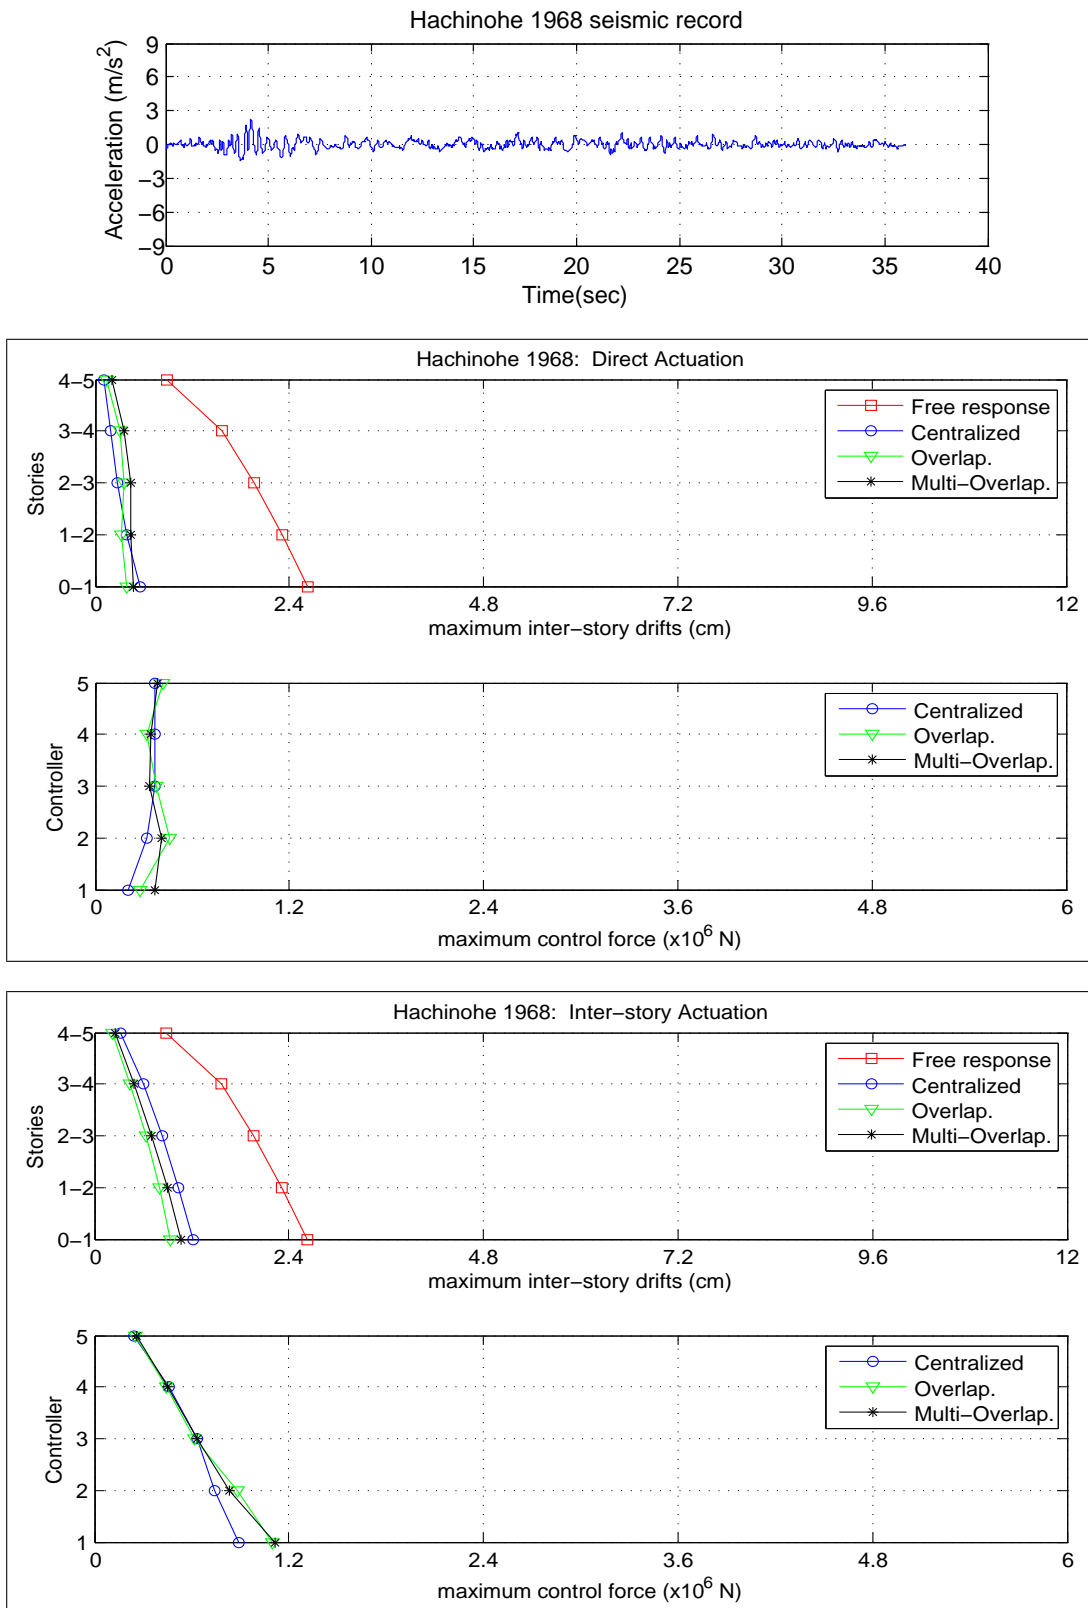 Hachinohe 1968 seismic record
Acceleration (m/s²)
9
6
3
0
−3
−6
−9
0 5 10 15 20 25 30 35 40
Time(sec)
Hachinohe 1968: Direct Actuation
Stories
4−5
3−4
2−3
1−2
0−1
Free response
Centralized
Overlap.
Multi−Overlap.
0 2.4 4.8 7.2 9.6 12
maximum inter−story drifts (cm)
Controller
5
4
3
2
1
Centralized
Overlap.
Multi−Overlap.
0 1.2 2.4 3.6 4.8 6
maximum control force (x10⁶ N)
Hachinohe 1968: Inter−story Actuation
Stories
4−5
3−4
2−3
1−2
0−1
Free response
Centralized
Overlap.
Multi−Overlap.
0 2.4 4.8 7.2 9.6 12
maximum inter−story drifts (cm)
Controller
5
4
3
2
1
Centralized
Overlap.
Multi−Overlap.
0 1.2 2.4 3.6 4.8 6
maximum control force (x10⁶ N)